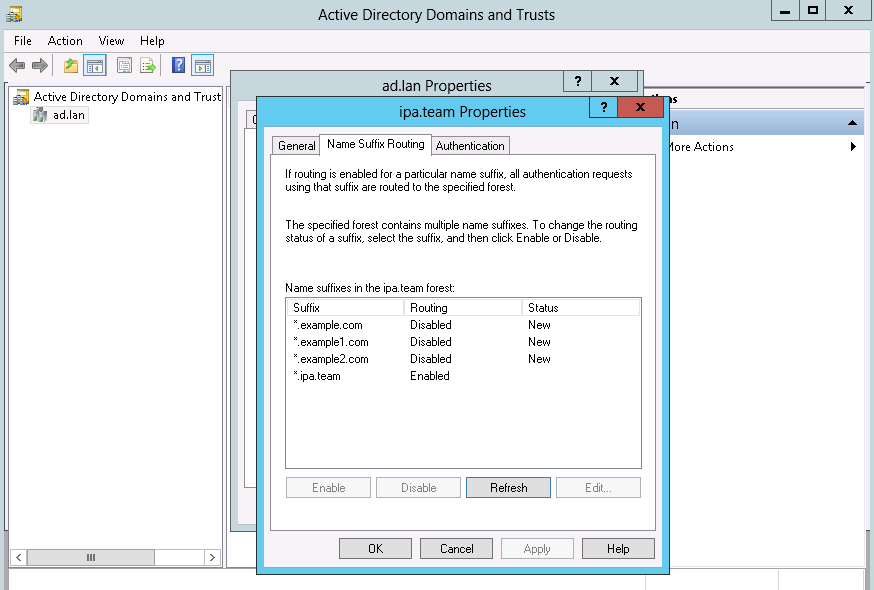 Active Directory Domains and Trusts
File Action View Help
Active Directory Domains and Trust
ad.lan
ad.lan Properties
? X
ipa.team Properties
? X
General Name Suffix Routing Authentication
If routing is enabled for a particular name suffix, all authentication requests
using that suffix are routed to the specified forest.
The specified forest contains multiple name suffixes. To change the routing
status of a suffix, select the suffix, and then click Enable or Disable.
Name suffixes in the ipa.team forest:
Suffix Routing Status
*.example.com Disabled New
*.example1.com Disabled New
*.example2.com Disabled New
*.ipa.team Enabled
Enable Disable Refresh Edit...
OK Cancel Apply Help
More Actions